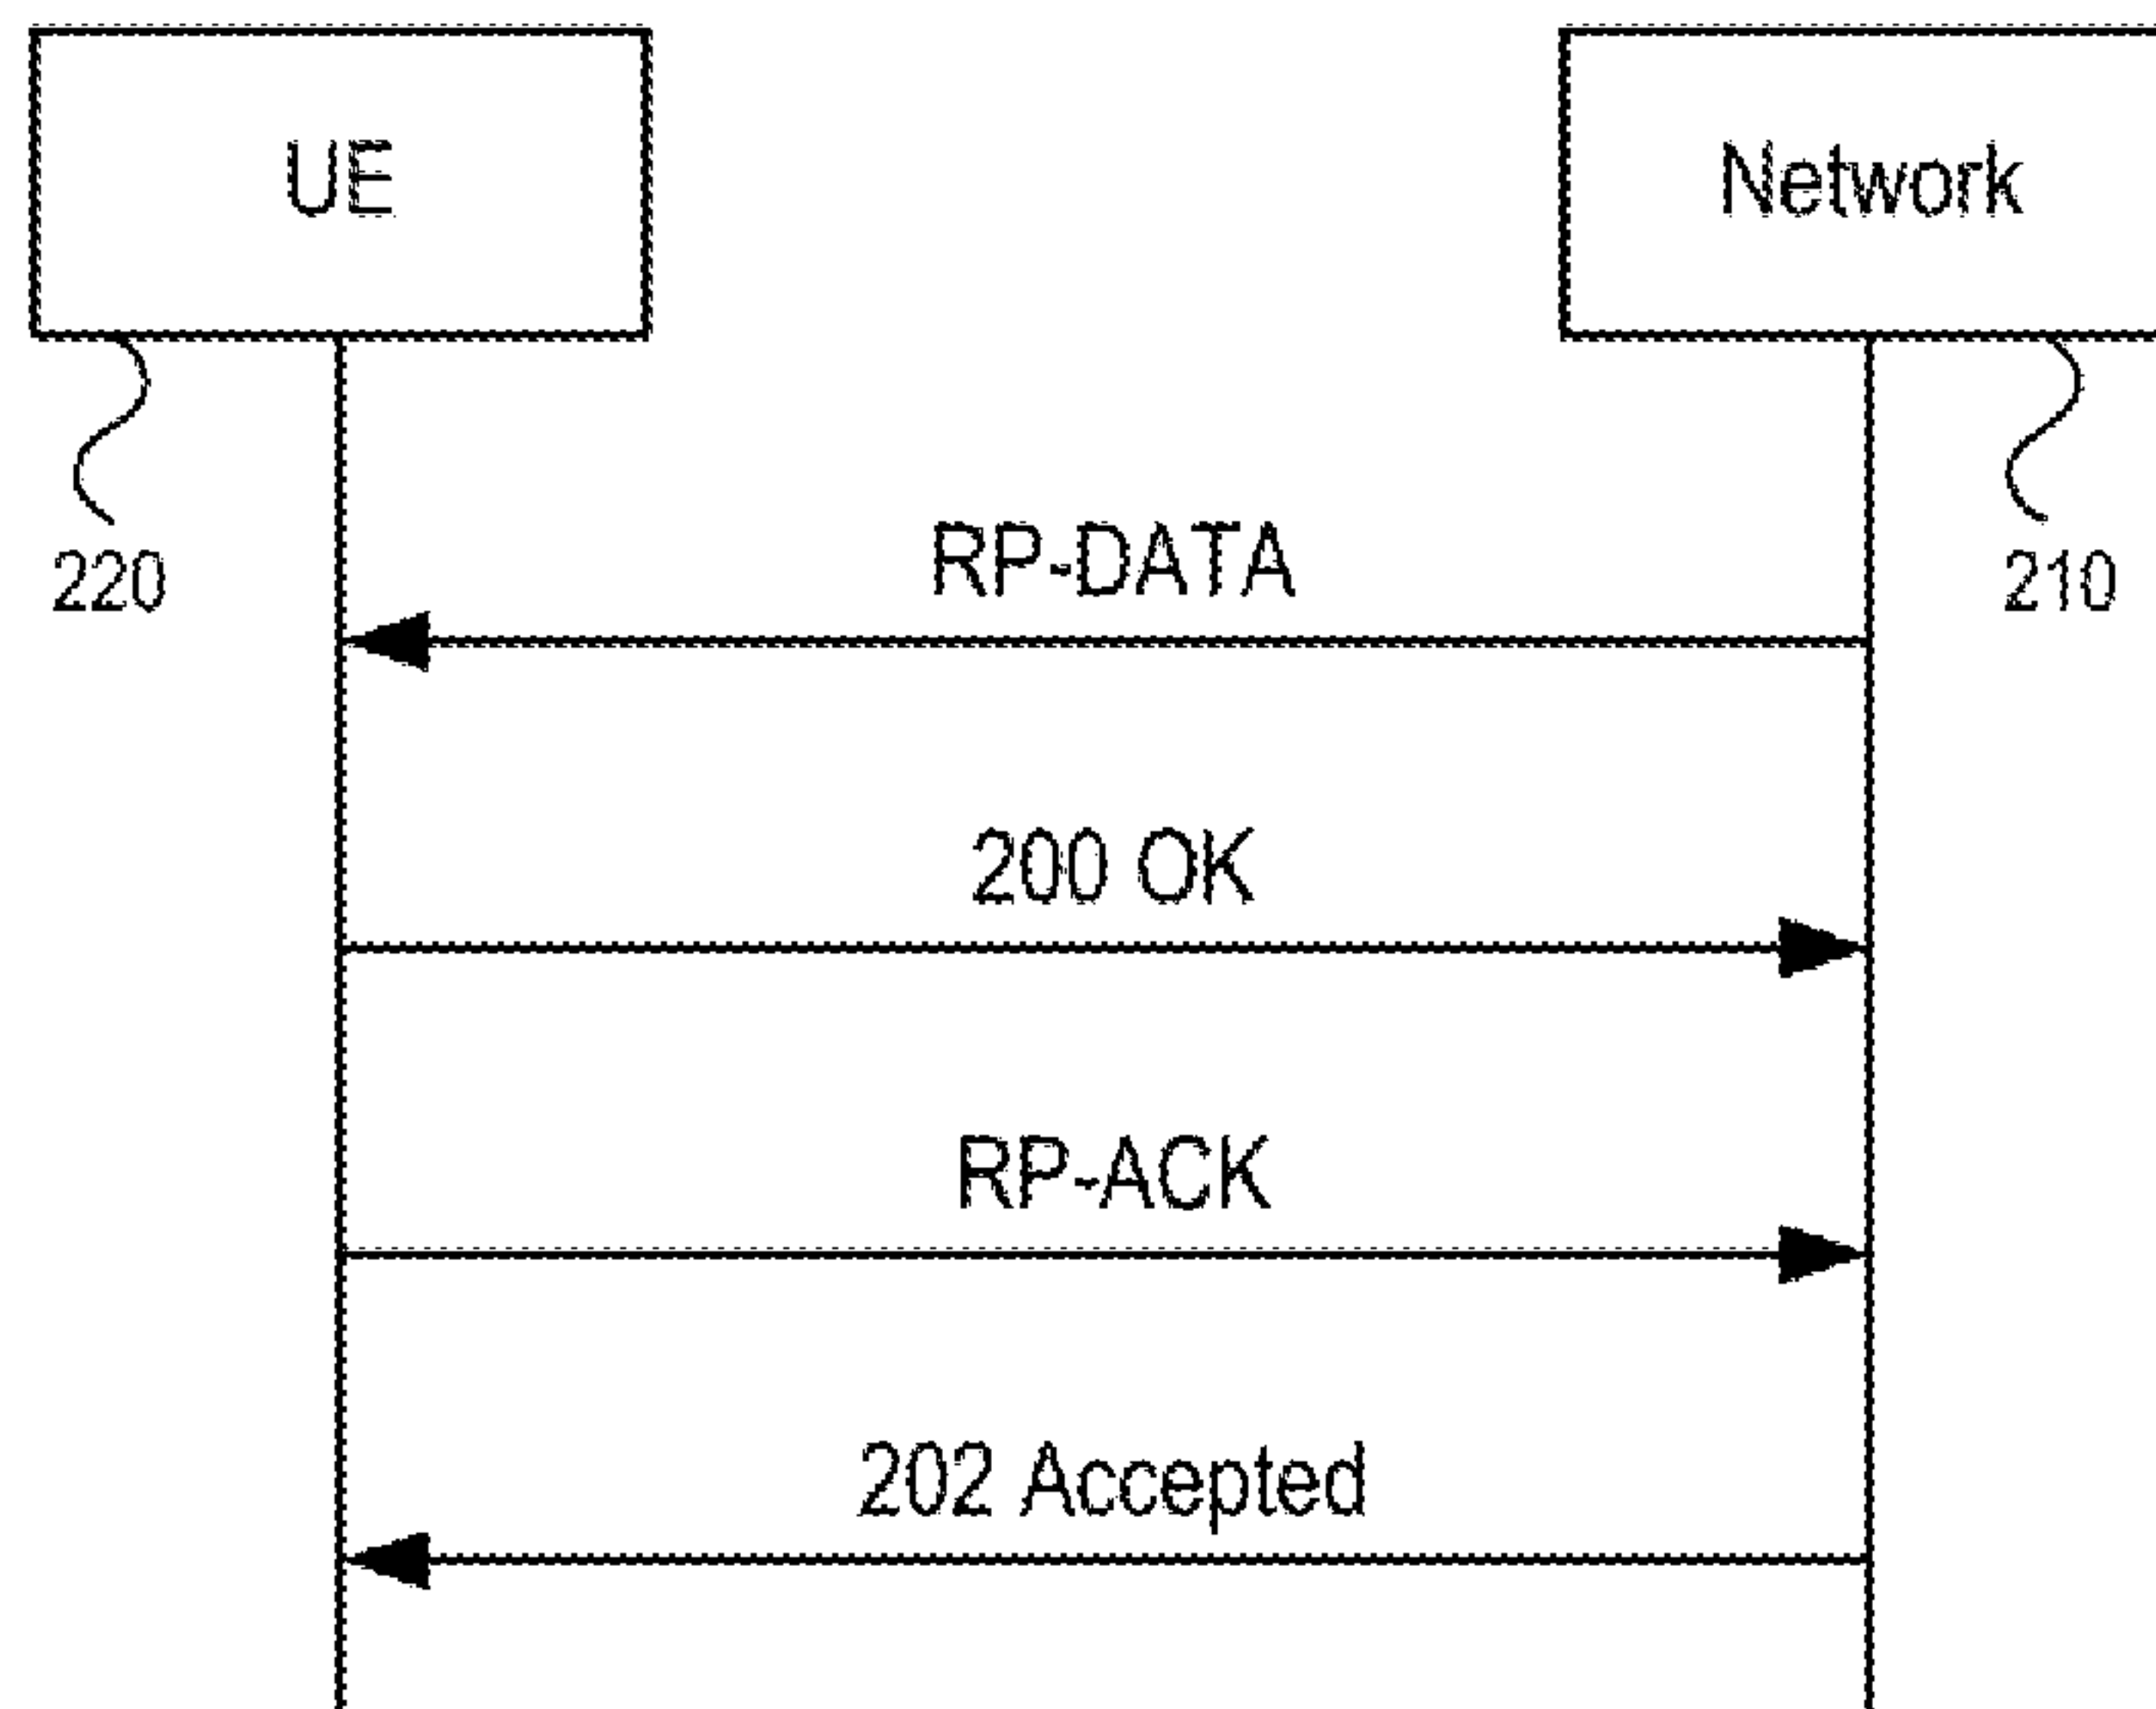 UE
Network
220
210
RP-DATA
200 OK
RP-ACK
202 Accepted